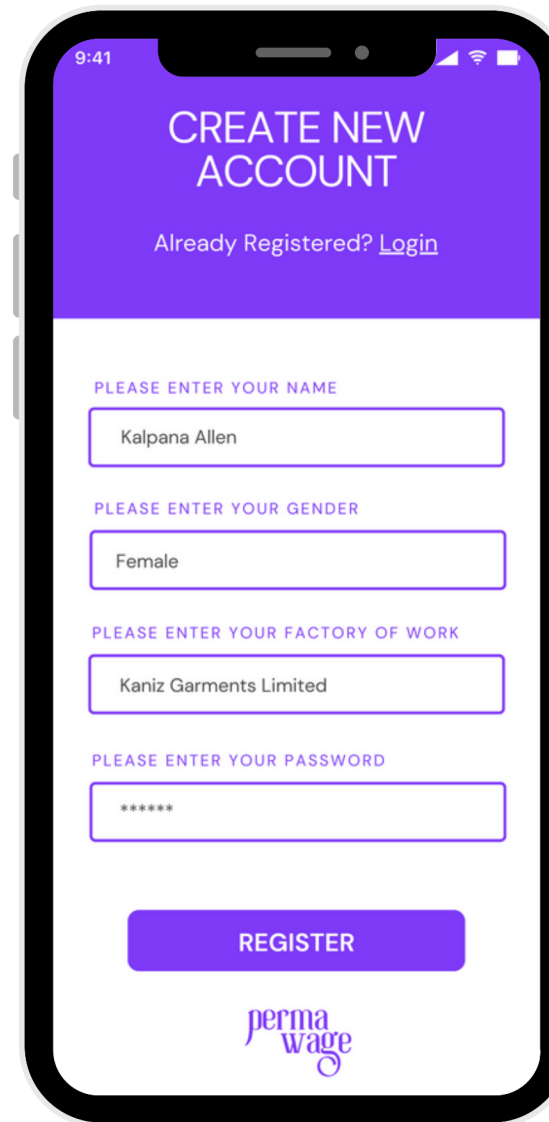 9:41
CREATE NEW
ACCOUNT
Already Registered? Login
PLEASE ENTER YOUR NAME
Kalpana Allen
PLEASE ENTER YOUR GENDER
Female
PLEASE ENTER YOUR FACTORY OF WORK
Kaniz Garments Limited
PLEASE ENTER YOUR PASSWORD
******
REGISTER
perma
wage